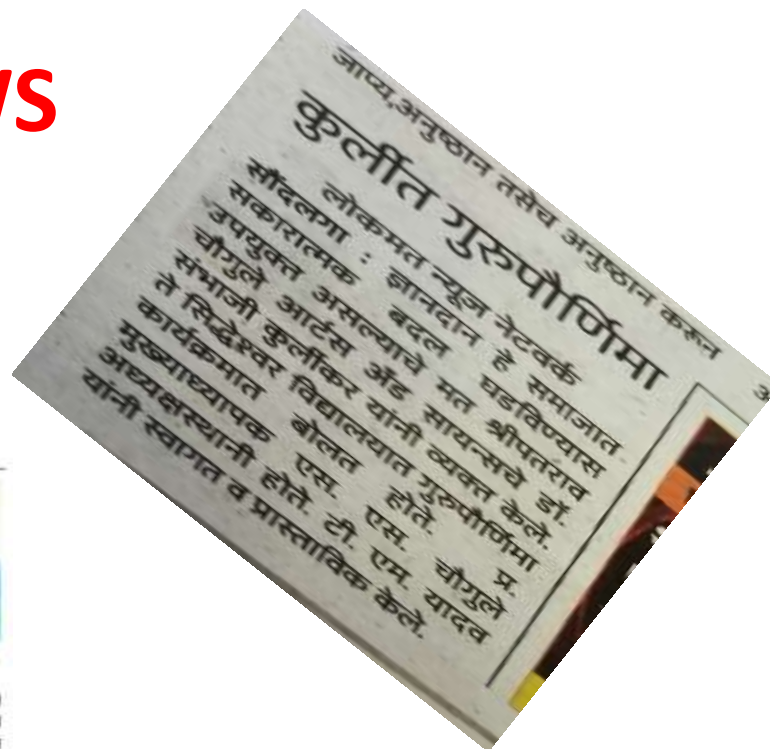 WS
जाप्य,अनुष्ठान तसेच अनुष्ठान करून
कुर्लीत गुरुपौर्णिमा
लोकमत न्यूज नेटवर्क
सौंदलगा : ज्ञानदान हे समाजात
सकारात्मक बदल घडविण्यास
उपयुक्त असल्याचे मत श्रीपतराव
चौगुले आर्टस अँड सायन्सचे डॉ.
संभाजी कुर्लीकर यांनी व्यक्त केले.
ते सिद्धेश्वर विद्यालयात गुरुपौर्णिमा
कार्यक्रमात बोलत होते. प्र.
मुख्याध्यापक एस. एस. चौगुले
अध्यक्षस्थानी होते. टी. एम. यादव
यांनी स्वागत व प्रास्ताविक केले.